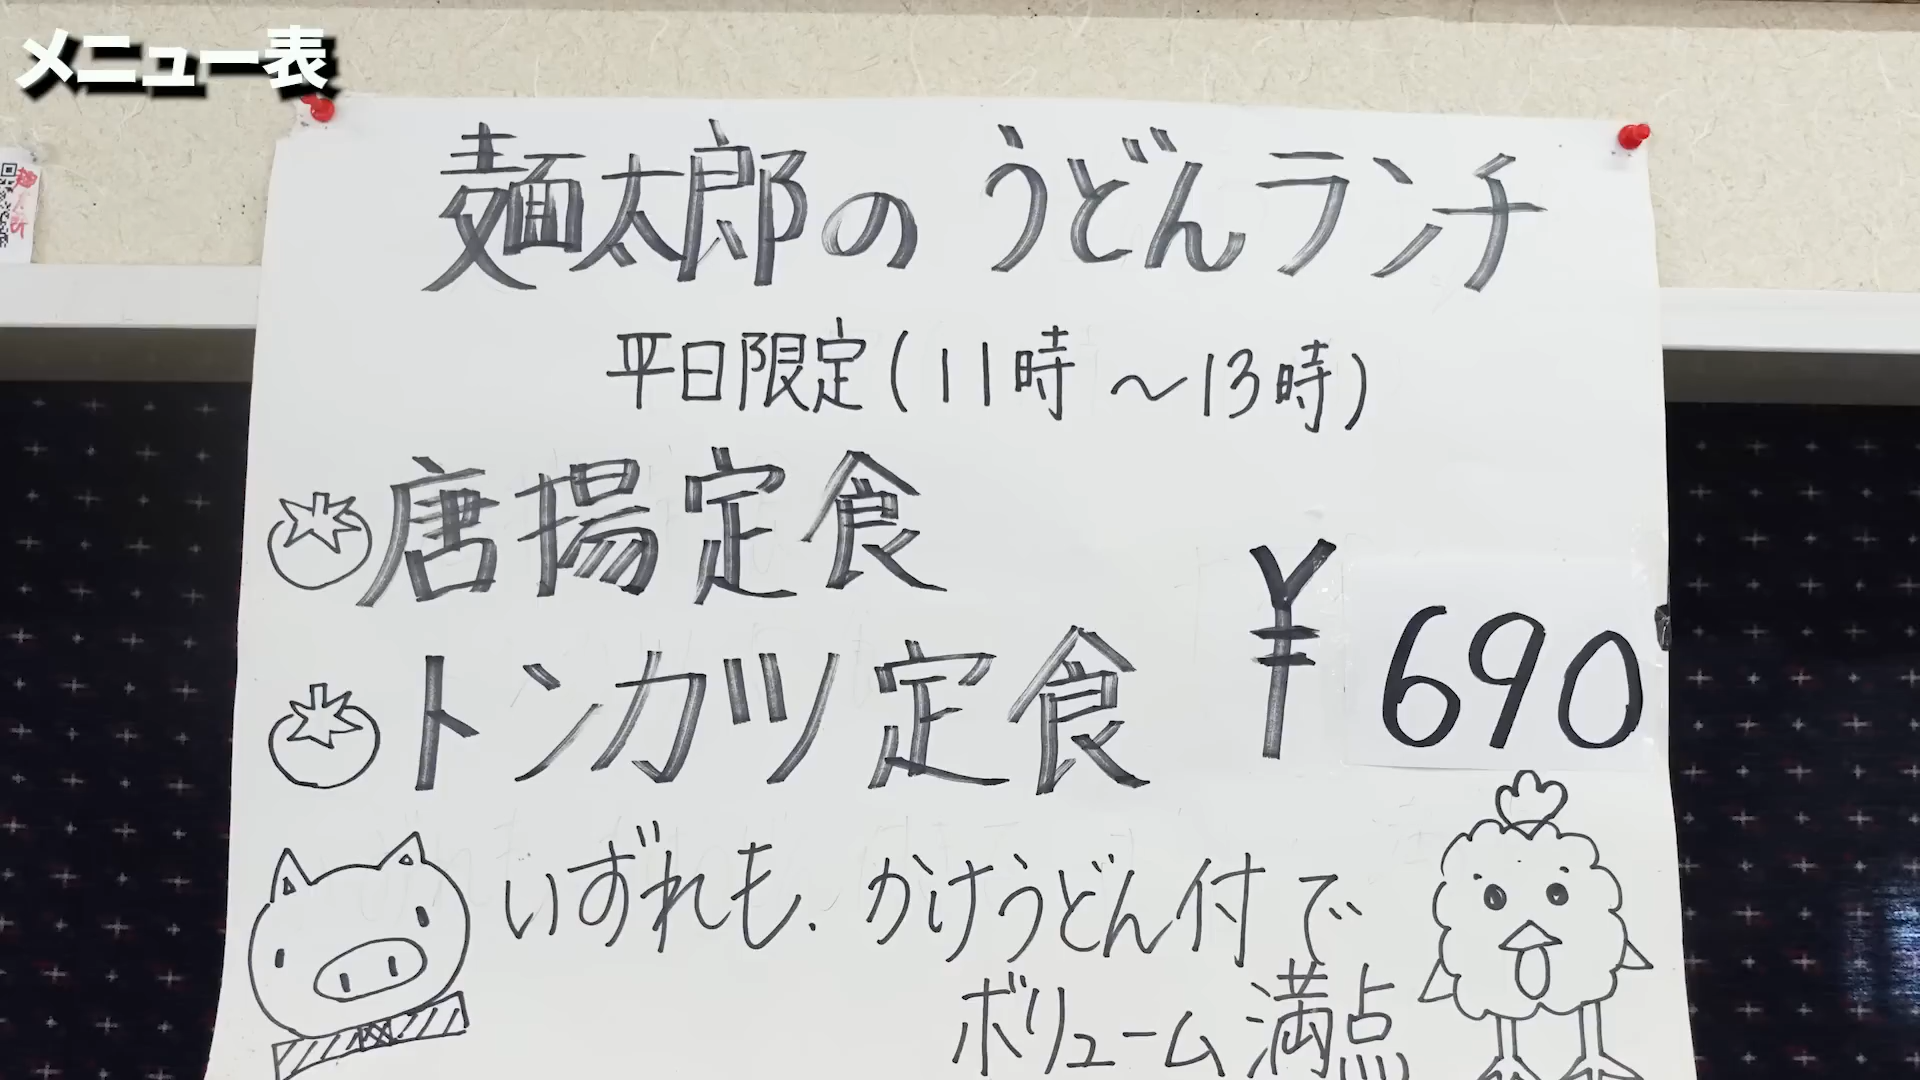 メニュー表
麺太郎の うどんランチ
平日限定(11時～13時)
唐揚定食
¥690
トンカツ定食
いずれも、かけうどん付で
ボリューム満点